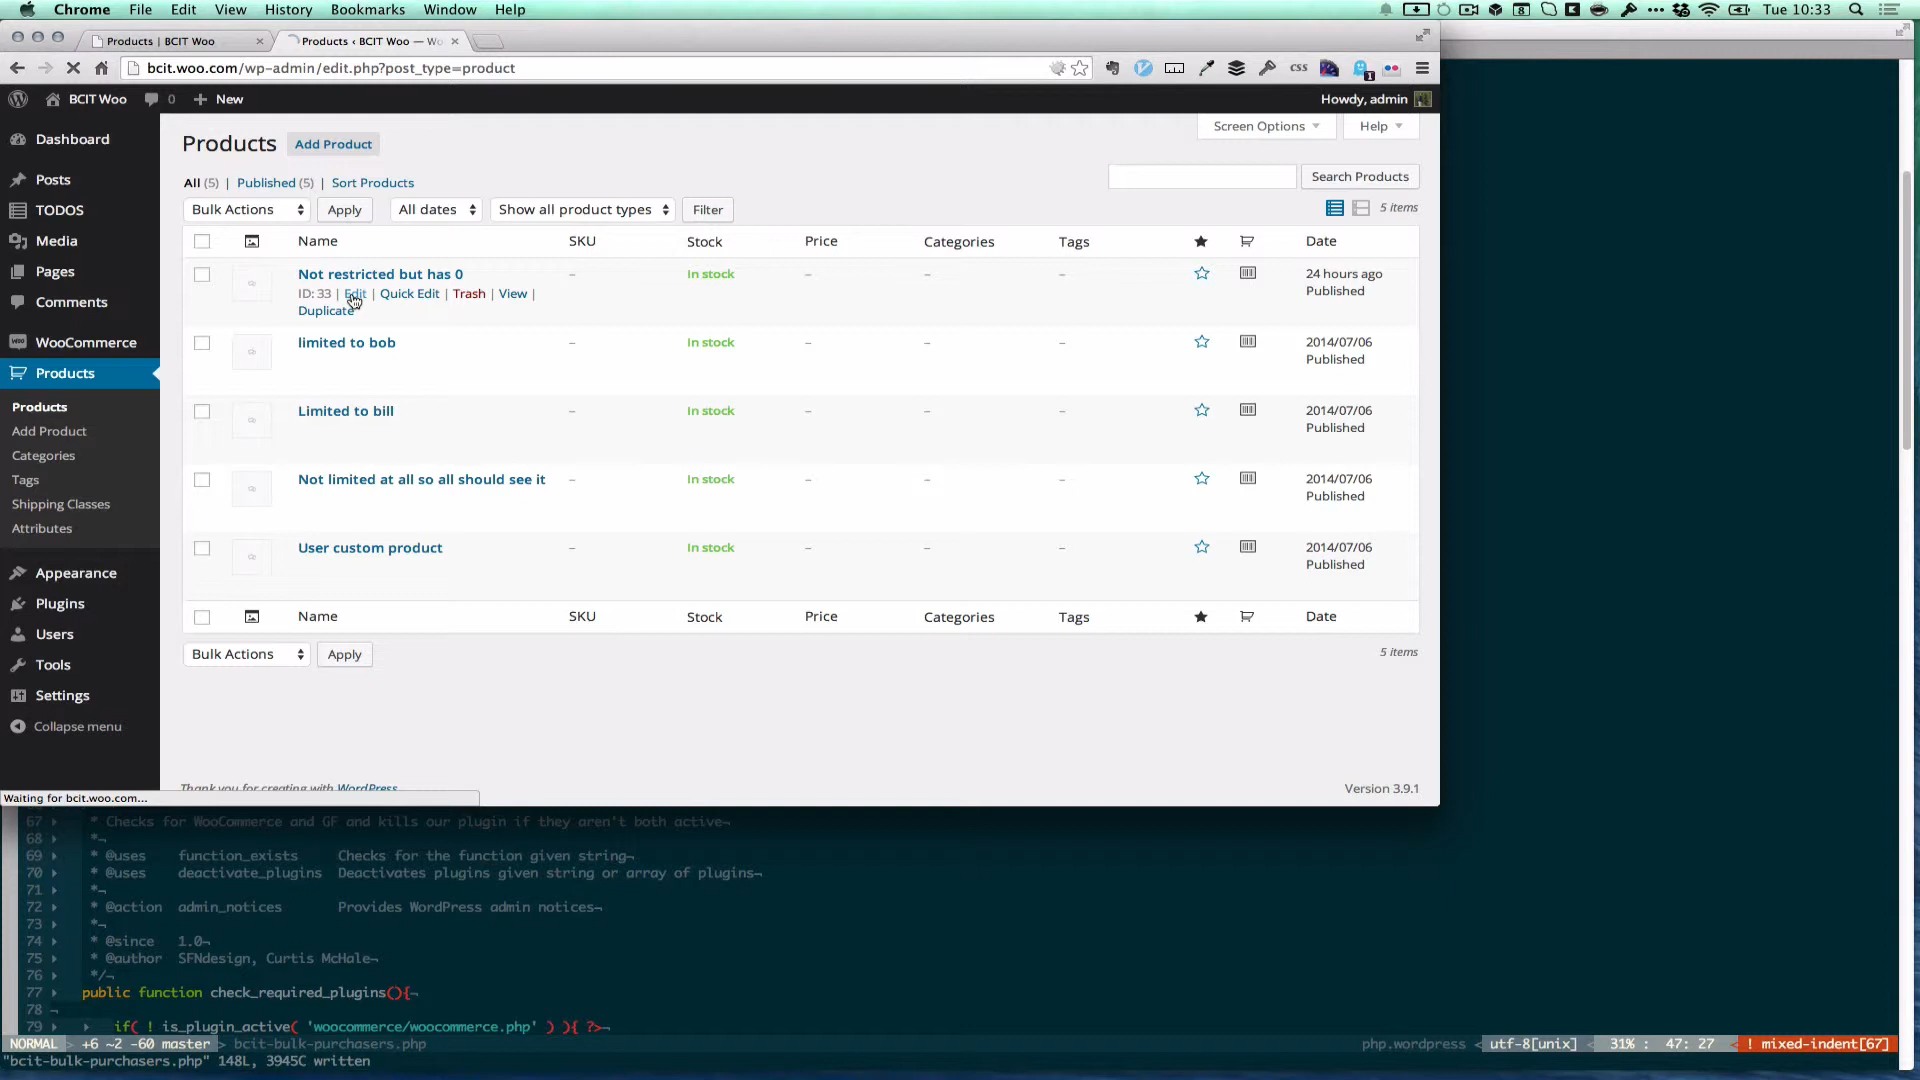 Chrome File Edit View History Bookmarks Window Help Tue 10:33
Products | BCIT Woo × Products ‹ BCIT Woo — Wo ×
bcit.woo.com/wp-admin/edit.php?post_type=product css 1
BCIT Woo 0 + New Howdy, admin
Dashboard
Posts
TODOS
Media
Pages
Comments
WooCommerce
Products
Products
Add Product
Categories
Tags
Shipping Classes
Attributes
Appearance
Plugins
Users
Tools
Settings
Collapse menu
Screen Options Help
Products Add Product
All (5) | Published (5) | Sort Products
Search Products
Bulk Actions Apply All dates Show all product types Filter 5 items
Name SKU Stock Price Categories Tags Date
Not restricted but has 0 – In stock – – – 24 hours ago
ID: 33 | Edit | Quick Edit | Trash | View | Published
Duplicate
limited to bob – In stock – – – 2014/07/06
Published
Limited to bill – In stock – – – 2014/07/06
Published
Not limited at all so all should see it – In stock – – – 2014/07/06
Published
User custom product – In stock – – – 2014/07/06
Published
Name SKU Stock Price Categories Tags Date
Bulk Actions Apply 5 items
Thank you for creating with WordPress. Version 3.9.1
Waiting for bcit.woo.com...
67 * Checks for WooCommerce and GF and kills our plugin if they aren't both active¬
68 *¬
69 * @uses function_exists Checks for the function given string¬
70 * @uses deactivate_plugins Deactivates plugins given string or array of plugins¬
71 *¬
72 * @action admin_notices Provides WordPress admin notices¬
73 *¬
74 * @since 1.0¬
75 * @author SFNdesign, Curtis McHale¬
76 */¬
77 public function check_required_plugins(){¬
78 ¬
79 if( ! is_plugin_active( 'woocommerce/woocommerce.php' ) ){ ?>¬
NORMAL > +6 ~2 -60 master > bcit-bulk-purchasers.php php.wordpress < utf-8[unix] < 31% : 47: 27 < ! mixed-indent[67]
"bcit-bulk-purchasers.php" 148L, 3945C written